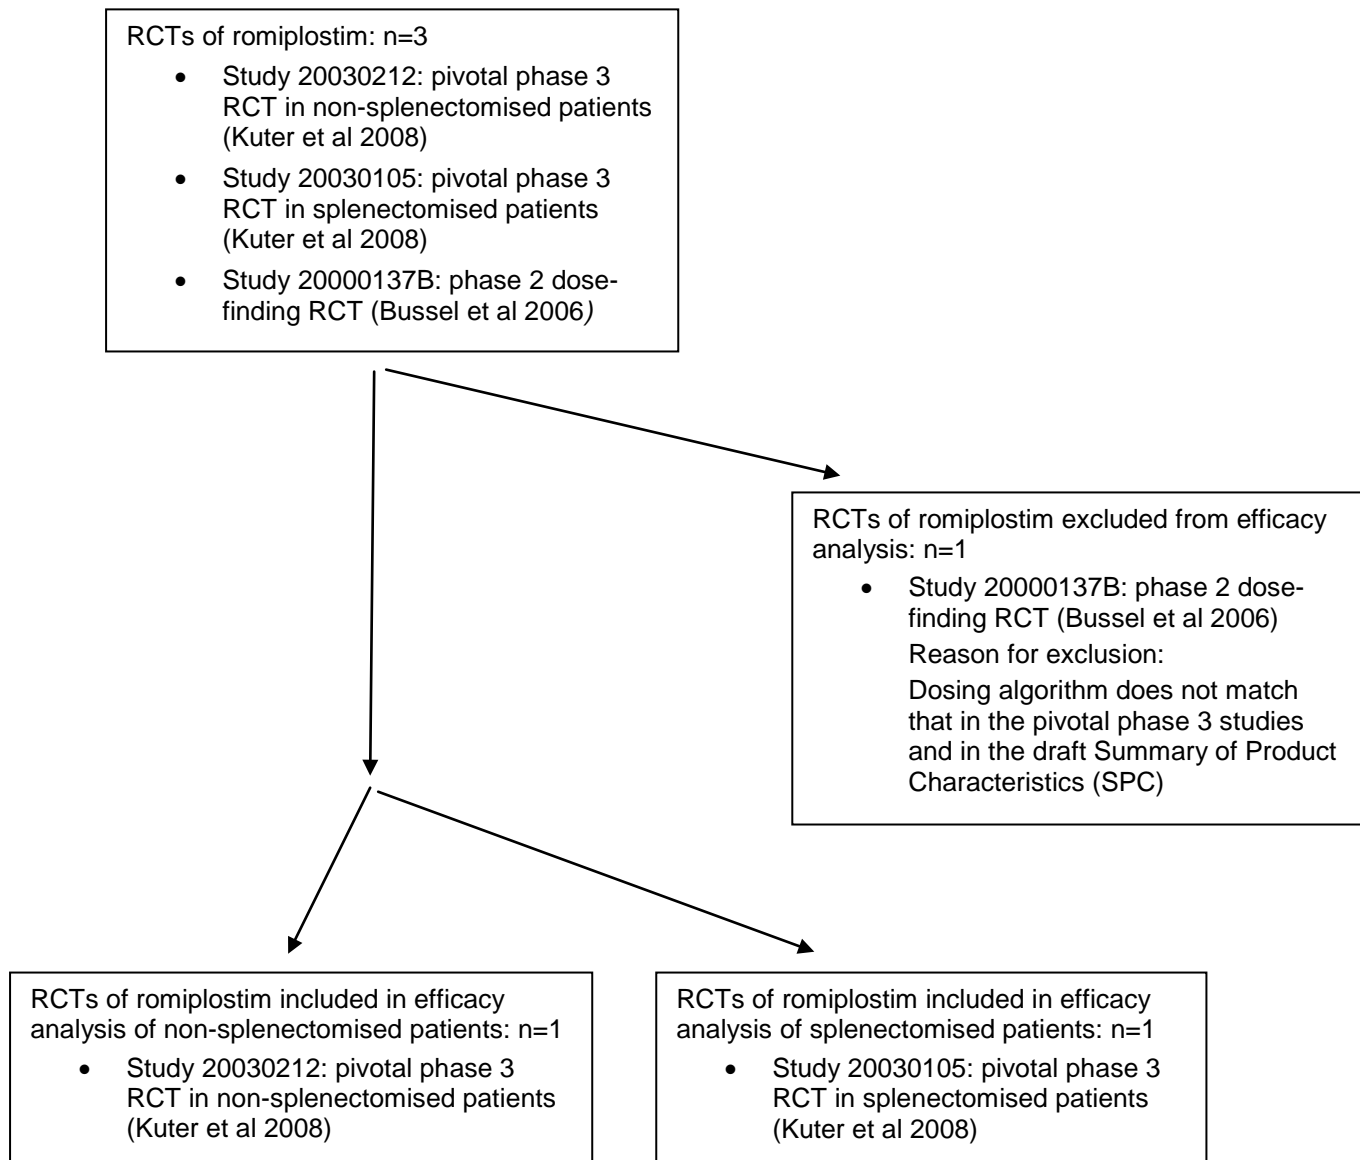 RCTs of romiplostim: n=3
• Study 20030212: pivotal phase 3
RCT in non-splenectomised patients
(Kuter et al 2008)
• Study 20030105: pivotal phase 3
RCT in splenectomised patients
(Kuter et al 2008)
• Study 20000137B: phase 2 dose-
finding RCT (Bussel et al 2006)
RCTs of romiplostim excluded from efficacy
analysis: n=1
• Study 20000137B: phase 2 dose-
finding RCT (Bussel et al 2006)
Reason for exclusion:
Dosing algorithm does not match
that in the pivotal phase 3 studies
and in the draft Summary of Product
Characteristics (SPC)
RCTs of romiplostim included in efficacy
analysis of non-splenectomised patients: n=1
• Study 20030212: pivotal phase 3
RCT in non-splenectomised patients
(Kuter et al 2008)
RCTs of romiplostim included in efficacy
analysis of splenectomised patients: n=1
• Study 20030105: pivotal phase 3
RCT in splenectomised patients
(Kuter et al 2008)